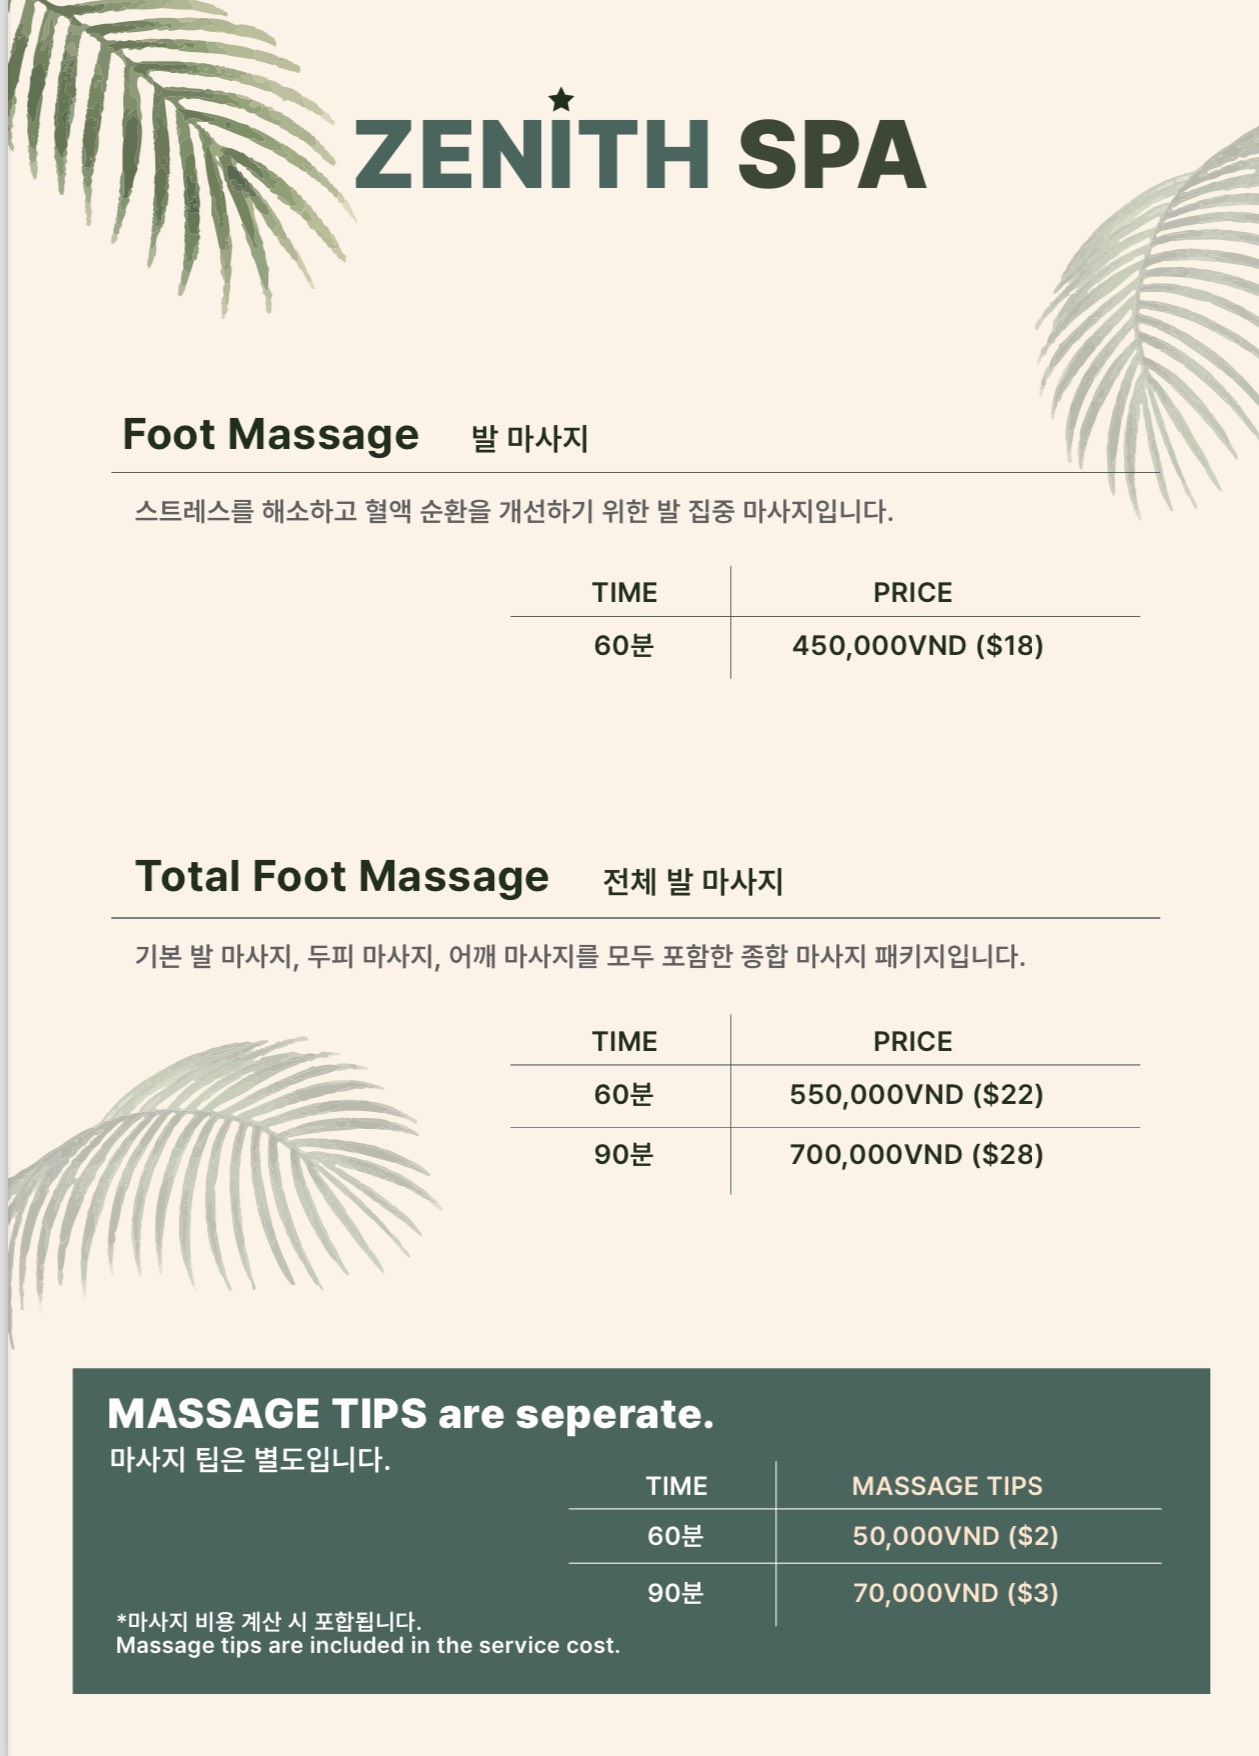 ZENITH SPA
Foot Massage 발 마사지
스트레스를 해소하고 혈액 순환을 개선하기 위한 발 집중 마사지입니다.
TIME PRICE
60분 450,000VND ($18)
Total Foot Massage 전체 발 마사지
기본 발 마사지, 두피 마사지, 어깨 마사지를 모두 포함한 종합 마사지 패키지입니다.
TIME PRICE
60분 550,000VND ($22)
90분 700,000VND ($28)
MASSAGE TIPS are seperate.
마사지 팁은 별도입니다.
TIME MASSAGE TIPS
60분 50,000VND ($2)
90분 70,000VND ($3)
*마사지 비용 계산 시 포합됩니다.
Massage tips are included in the service cost.